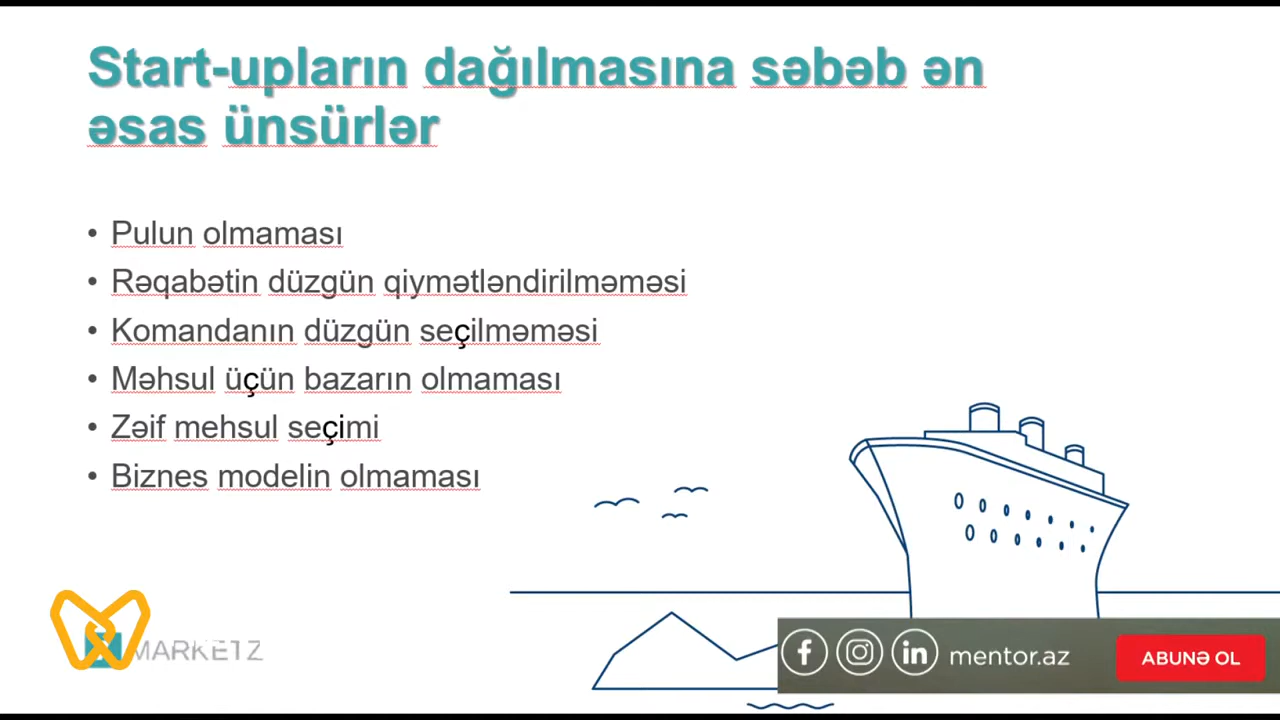 Start-upların dağılmasına səbəb ən
əsas ünsürlər
• Pulun olmaması
• Rəqabətin düzgün qiymətləndirilməməsi
• Komandanın düzgün seçilməməsi
• Məhsul üçün bazarın olmaması
• Zəif mehsul seçimi
• Biznes modelin olmaması
MARKETZ
mentor.az
ABUNƏ OL